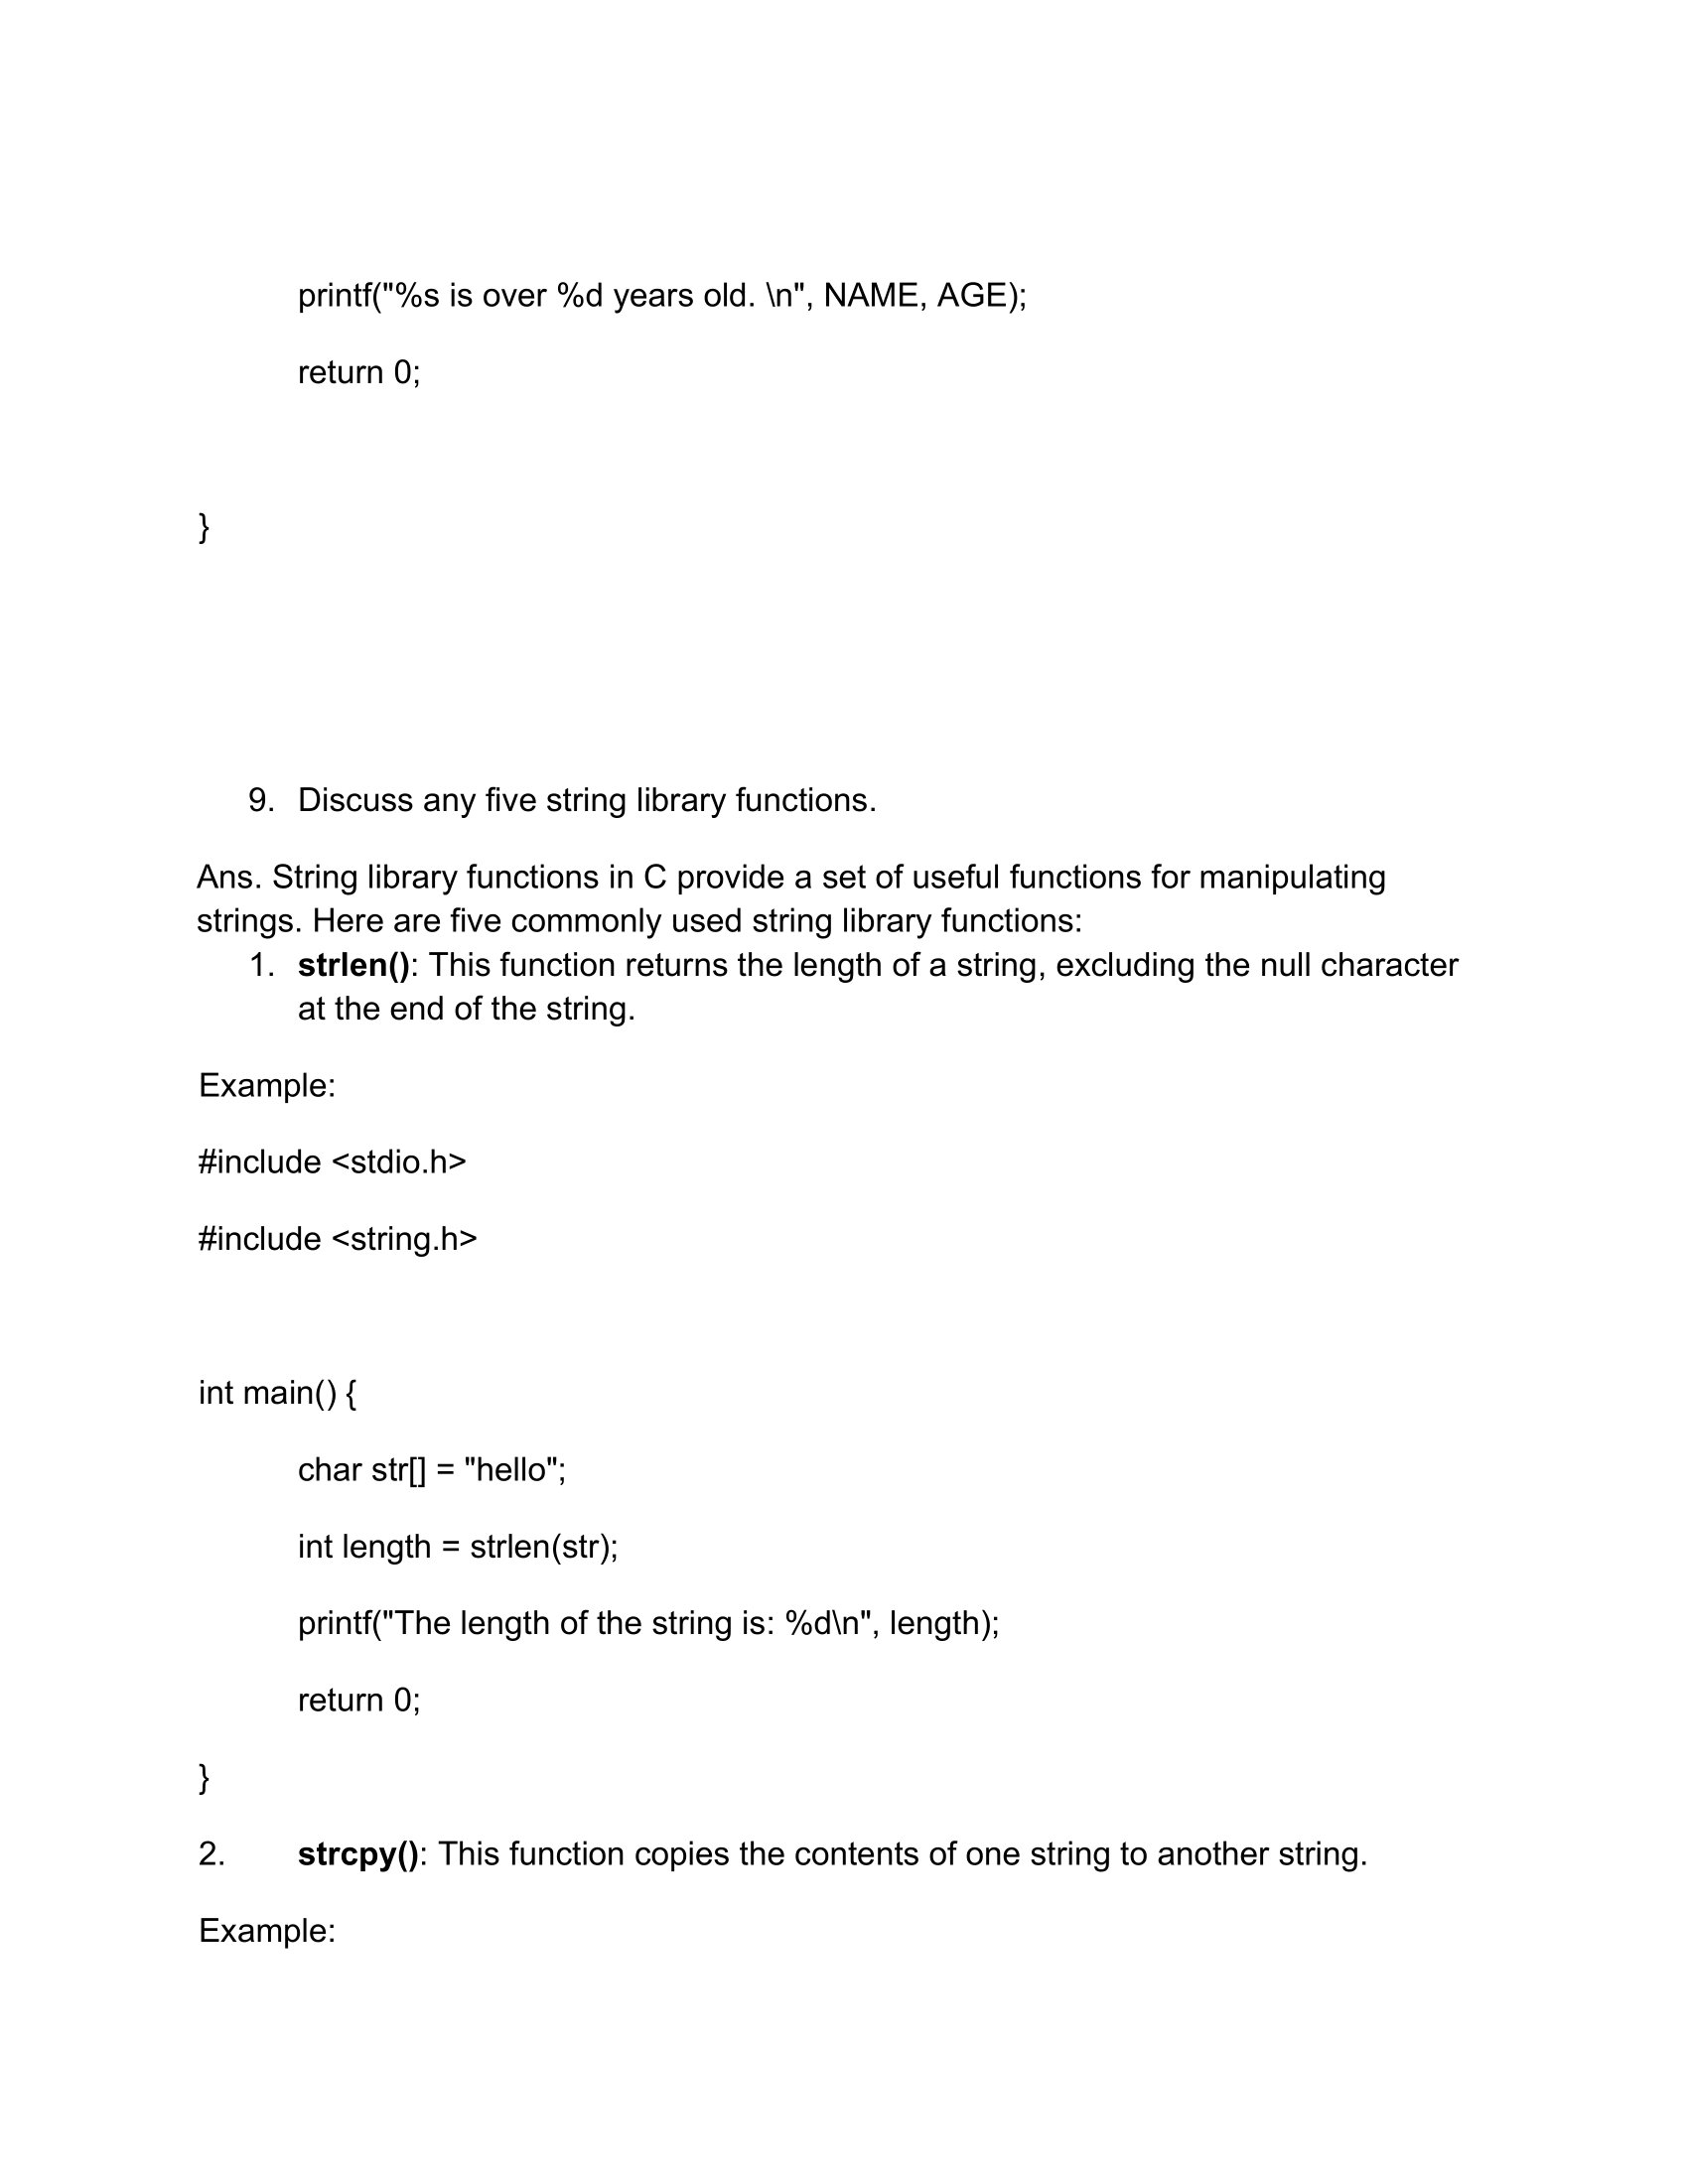 printf("%s is over %d years old. \n", NAME, AGE);
return 0;
}
9. Discuss any five string library functions.
Ans. String library functions in C provide a set of useful functions for manipulating
strings. Here are five commonly used string library functions:
1. strlen(): This function returns the length of a string, excluding the null character
at the end of the string.
Example:
#include <stdio.h>
#include <string.h>
int main() {
char str[] = "hello";
int length = strlen(str);
printf("The length of the string is: %d\n", length);
return 0;
}
2. strcpy(): This function copies the contents of one string to another string.
Example: